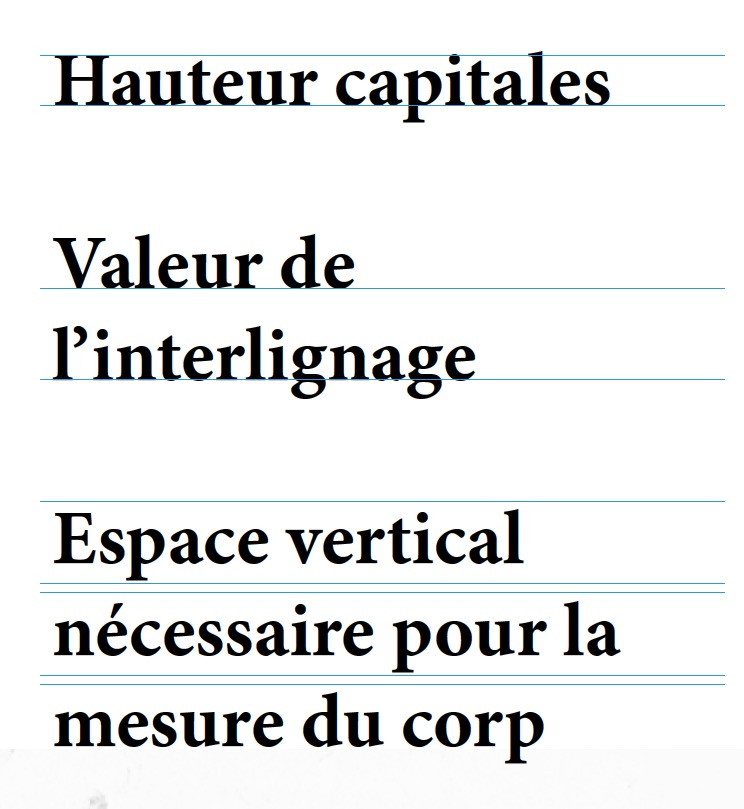 Hauteur capitales
Valeur de
l’interlignage
Espace vertical
nécessaire pour la
mesure du corp